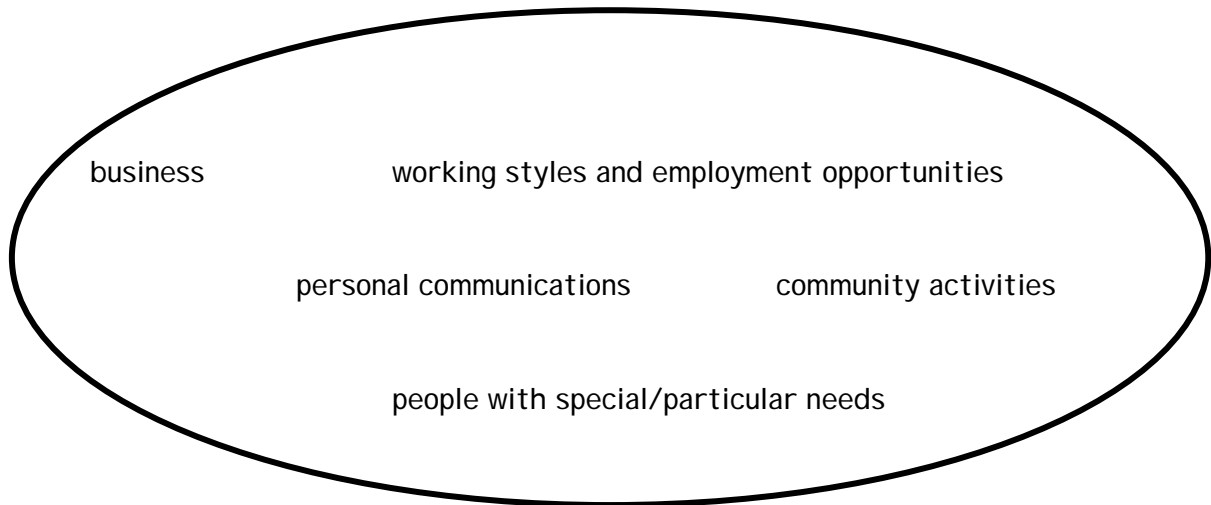 business
working styles and employment opportunities
personal communications
community activities
people with special/particular needs